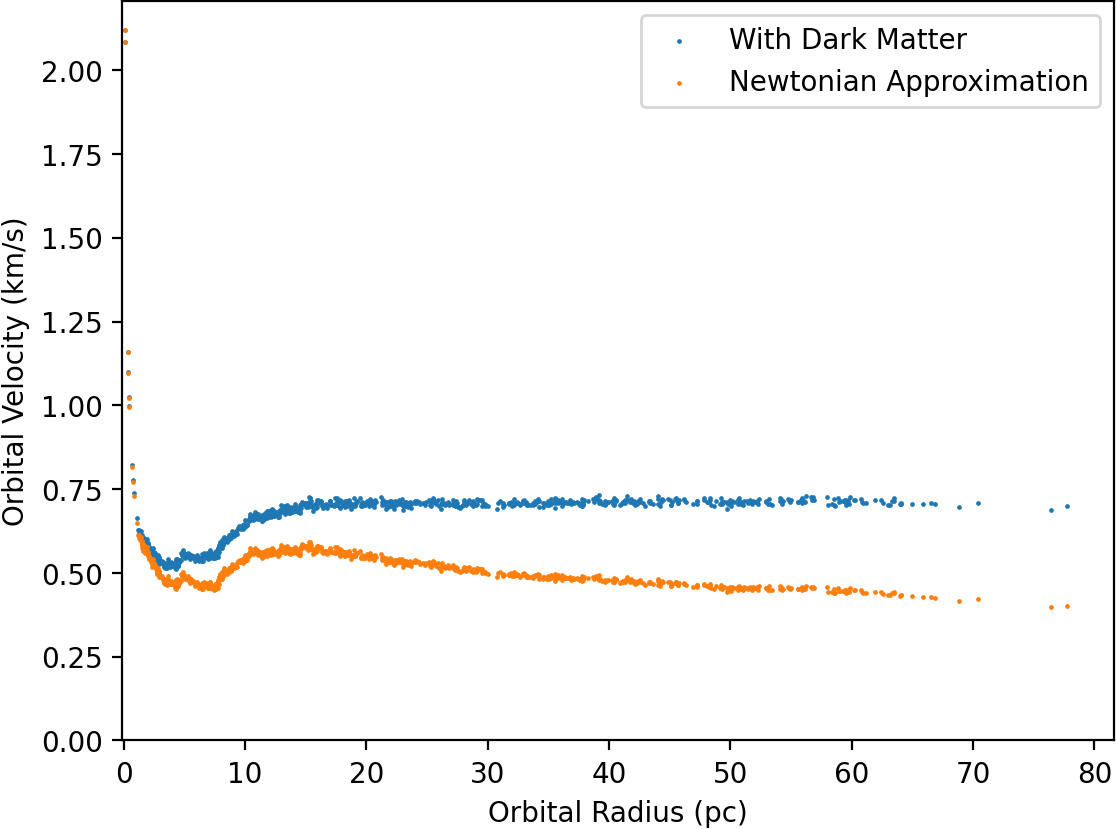 With Dark Matter
Newtonian Approximation
2.00
1.75
1.50
1.25
1.00
0.75
0.50
0.25
0.00
Orbital Velocity (km/s)
0 10 20 30 40 50 60 70 80
Orbital Radius (pc)